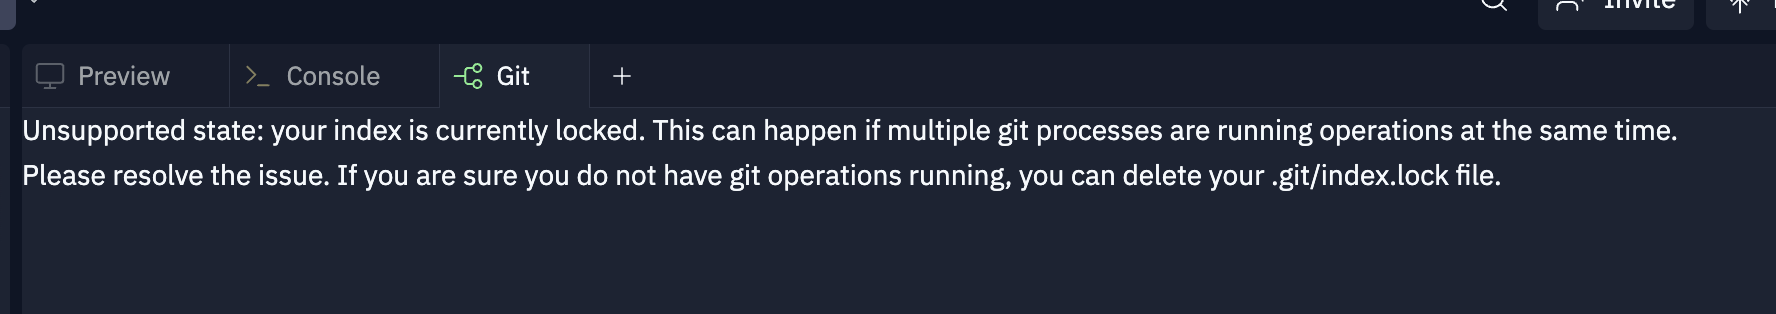 Invite
Preview
Console
Git
Unsupported state: your index is currently locked. This can happen if multiple git processes are running operations at the same time.
Please resolve the issue. If you are sure you do not have git operations running, you can delete your .git/index.lock file.